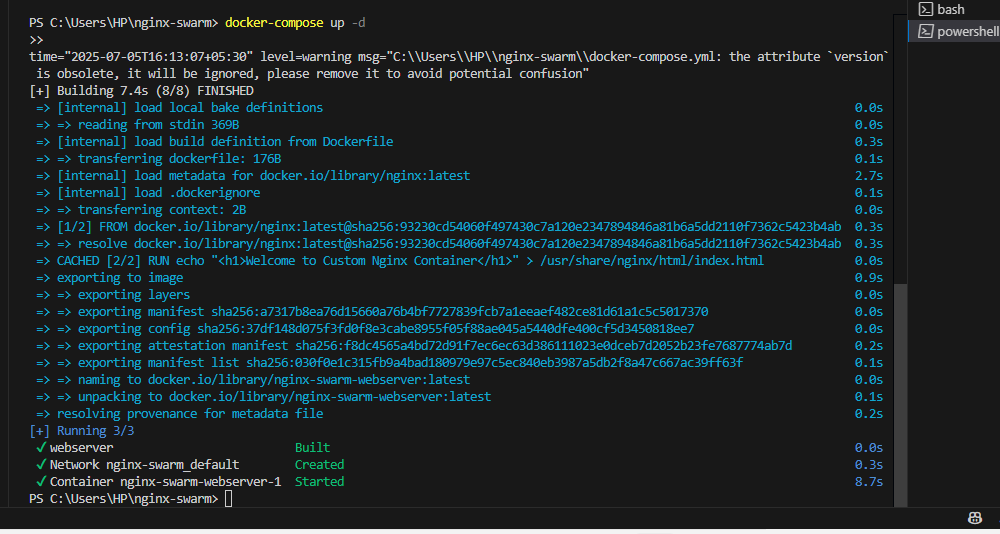 PS C:\Users\HP\nginx-swarm> docker-compose up -d
>>
time="2025-07-05T16:13:07+05:30" level=warning msg="C:\\Users\\HP\\nginx-swarm\\docker-compose.yml: the attribute `version`
is obsolete, it will be ignored, please remove it to avoid potential confusion"
[+] Building 7.4s (8/8) FINISHED
=> [internal] load local bake definitions 0.0s
=> => reading from stdin 369B 0.0s
=> [internal] load build definition from Dockerfile 0.3s
=> => transferring dockerfile: 176B 0.1s
=> [internal] load metadata for docker.io/library/nginx:latest 2.7s
=> [internal] load .dockerignore 0.1s
=> => transferring context: 2B 0.0s
=> [1/2] FROM docker.io/library/nginx:latest@sha256:93230cd54060f497430c7a120e2347894846a81b6a5dd2110f7362c5423b4ab 0.3s
=> => resolve docker.io/library/nginx:latest@sha256:93230cd54060f497430c7a120e2347894846a81b6a5dd2110f7362c5423b4ab 0.3s
=> CACHED [2/2] RUN echo "<h1>Welcome to Custom Nginx Container</h1>" > /usr/share/nginx/html/index.html 0.0s
=> exporting to image 0.9s
=> => exporting layers 0.0s
=> => exporting manifest sha256:a7317b8ea76d15660a76b4bf7727839fcb7a1eeaef482ce81d61a1c5c5017370 0.0s
=> => exporting config sha256:37df148d075f3fd0f8e3cabe8955f05f88ae045a5440dfe400cf5d3450818ee7 0.0s
=> => exporting attestation manifest sha256:f8dc4565a4bd72d91f7ec6ec63d386111023e0dceb7d2052b23fe7687774ab7d 0.2s
=> => exporting manifest list sha256:030f0e1c315fb9a4bad180979e97c5ec840eb3987a5db2f8a47c667ac39ff63f 0.1s
=> => naming to docker.io/library/nginx-swarm-webserver:latest 0.0s
=> => unpacking to docker.io/library/nginx-swarm-webserver:latest 0.1s
=> resolving provenance for metadata file 0.2s
[+] Running 3/3
✔ webserver Built 0.0s
✔ Network nginx-swarm_default Created 0.3s
✔ Container nginx-swarm-webserver-1 Started 8.7s
PS C:\Users\HP\nginx-swarm>
bash
powershell